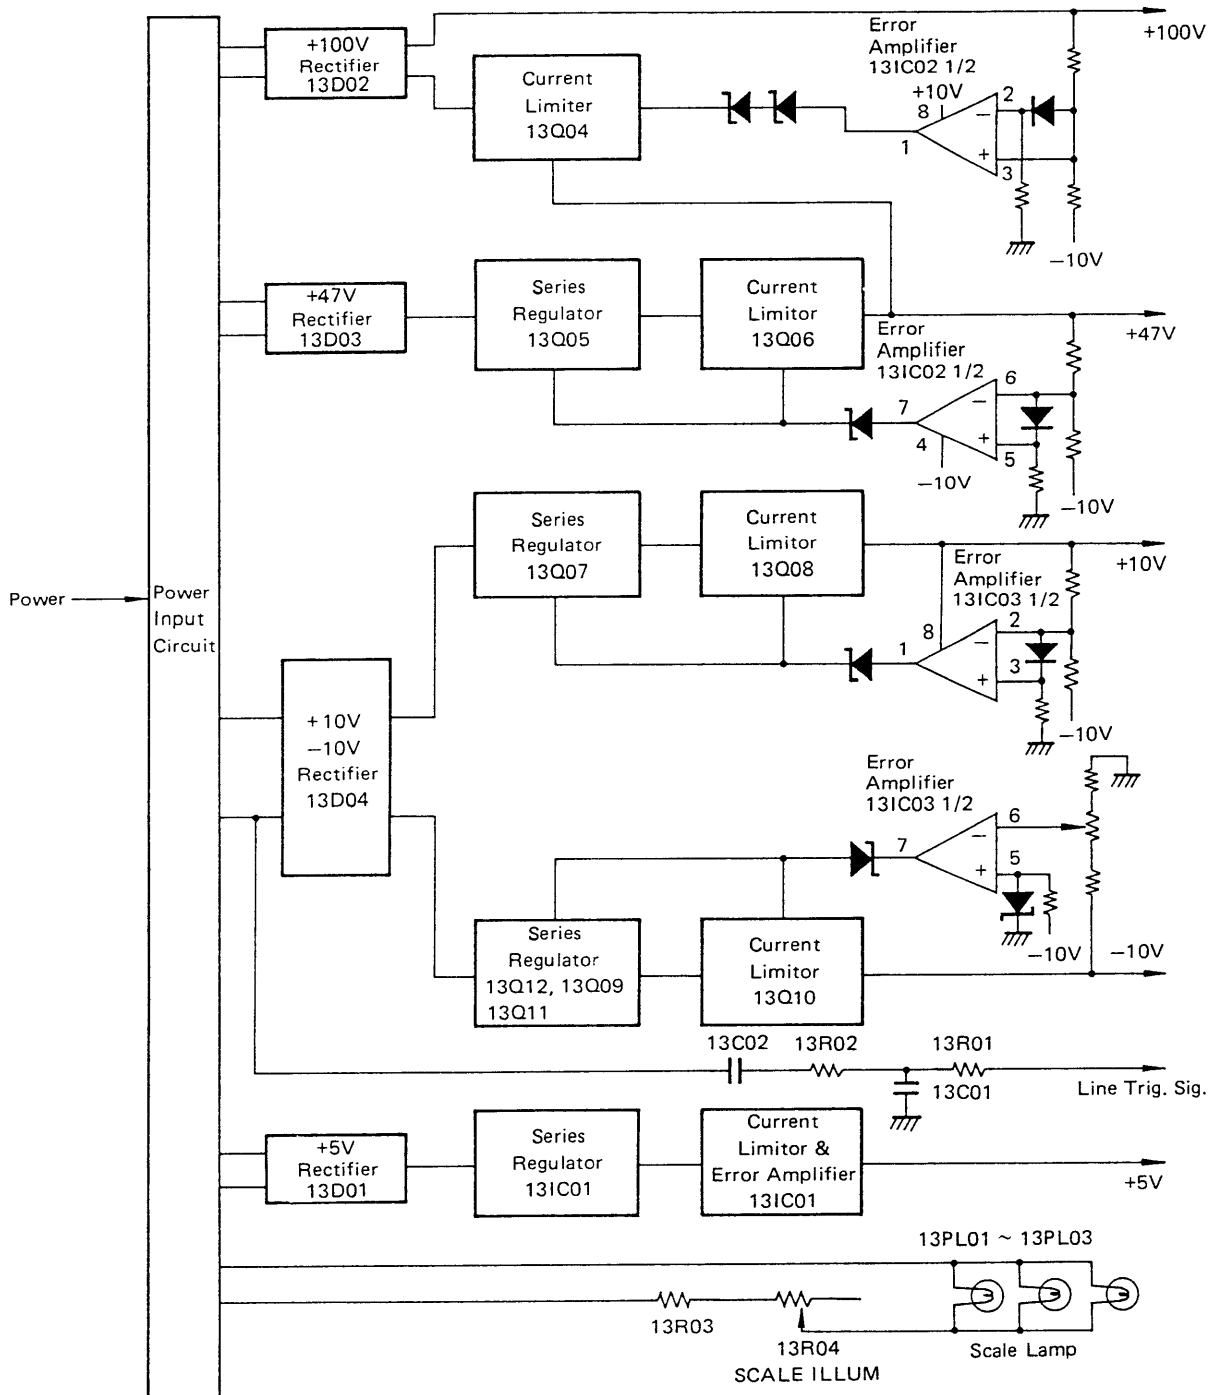 +100V
Rectifier
13D02
Current
Limiter
13Q04
Error
Amplifier
13IC02 1/2
+10V
8
1
2
−
+
3
−10V
+100V
+47V
Rectifier
13D03
Series
Regulator
13Q05
Current
Limitor
13Q06
Error
Amplifier
13IC02 1/2
7
4
−10V
6
−
+
5
−10V
+47V
Series
Regulator
13Q07
Current
Limitor
13Q08
Error
Amplifier
13IC03 1/2
8
1
2
−
3
+
−10V
+10V
Power
Power
Input
Circuit
+10V
−10V
Rectifier
13D04
Error
Amplifier
13IC03 1/2
7
6
−
+
5
−10V
−10V
Series
Regulator
13Q12, 13Q09
13Q11
Current
Limitor
13Q10
13C02
13R02
13R01
13C01
Line Trig. Sig.
+5V
Rectifier
13D01
Series
Regulator
13IC01
Current
Limitor &
Error Amplifier
13IC01
+5V
13PL01 ~ 13PL03
13R03
13R04
SCALE ILLUM
Scale Lamp